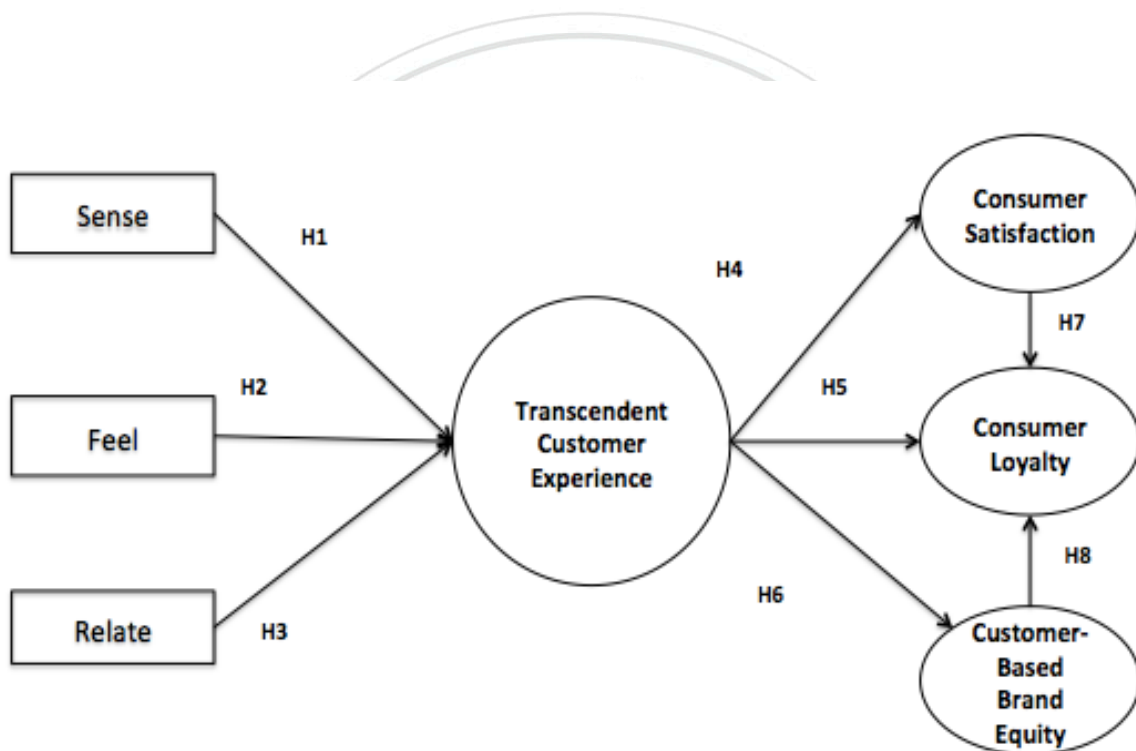 Sense
H1
Feel
H2
Relate
H3
Transcendent
Customer
Experience
H4
H5
H6
Consumer
Satisfaction
H7
Consumer
Loyalty
H8
Customer-
Based
Brand
Equity